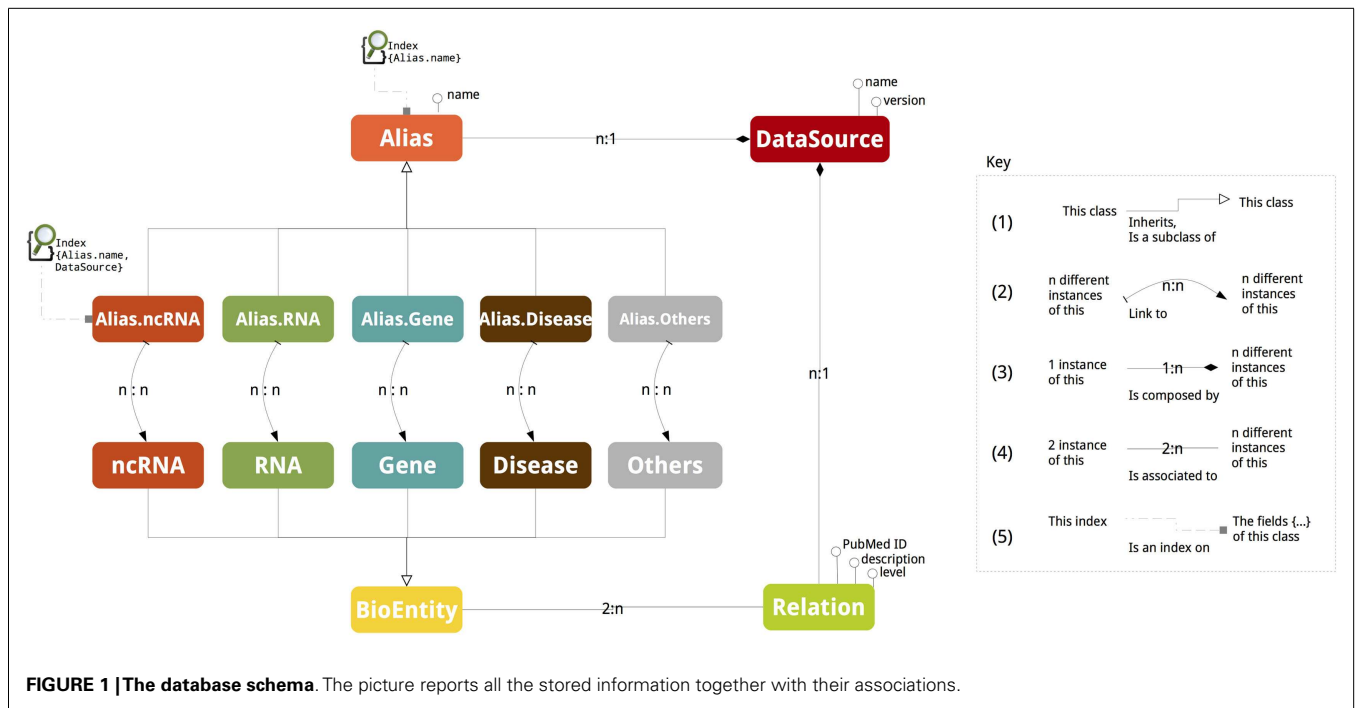 Index
{Alias.name}
name
Alias
n:1
name
version
DataSource
Index
{Alias.name,
DataSource}
Alias.ncRNA
Alias.RNA
Alias.Gene
Alias.Disease
Alias.Others
n : n
n : n
n : n
n : n
n : n
n:1
ncRNA
RNA
Gene
Disease
Others
PubMed ID
description
level
BioEntity
2:n
Relation
Key
(1)
This class
This class
Inherits,
Is a subclass of
(2)
n different
instances
of this
n:n
Link to
n different
instances
of this
(3)
1 instance
of this
1:n
Is composed by
n different
instances
of this
(4)
2 instance
of this
2:n
Is associated to
n different
instances
of this
(5)
This index
Is an index on
The fields {...}
of this class
FIGURE 1 | The database schema. The picture reports all the stored information together with their associations.